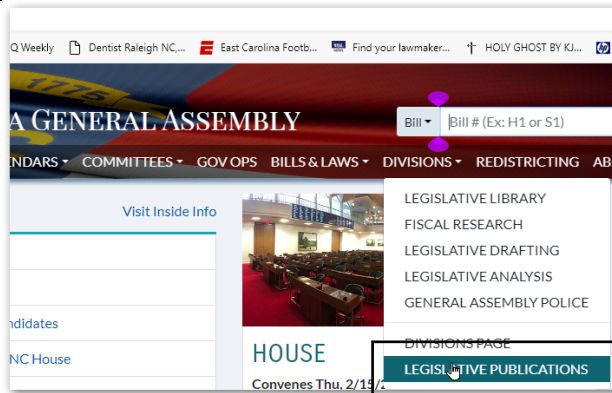 Q Weekly Dentist Raleigh NC,... East Carolina Footb... Find your lawmaker... HOLY GHOST BY KJ...
1775
A GENERAL ASSEMBLY
Bill Bill # (Ex: H1 or S1)
NDARS COMMITTEES GOV OPS BILLS & LAWS DIVISIONS REDISTRICTING AB
Visit Inside Info
LEGISLATIVE LIBRARY
FISCAL RESEARCH
LEGISLATIVE DRAFTING
LEGISLATIVE ANALYSIS
GENERAL ASSEMBLY POLICE
ndidates
DIVISIONS PAGE
NC House
HOUSE
LEGISLATIVE PUBLICATIONS
Convenes Thu, 2/15/2